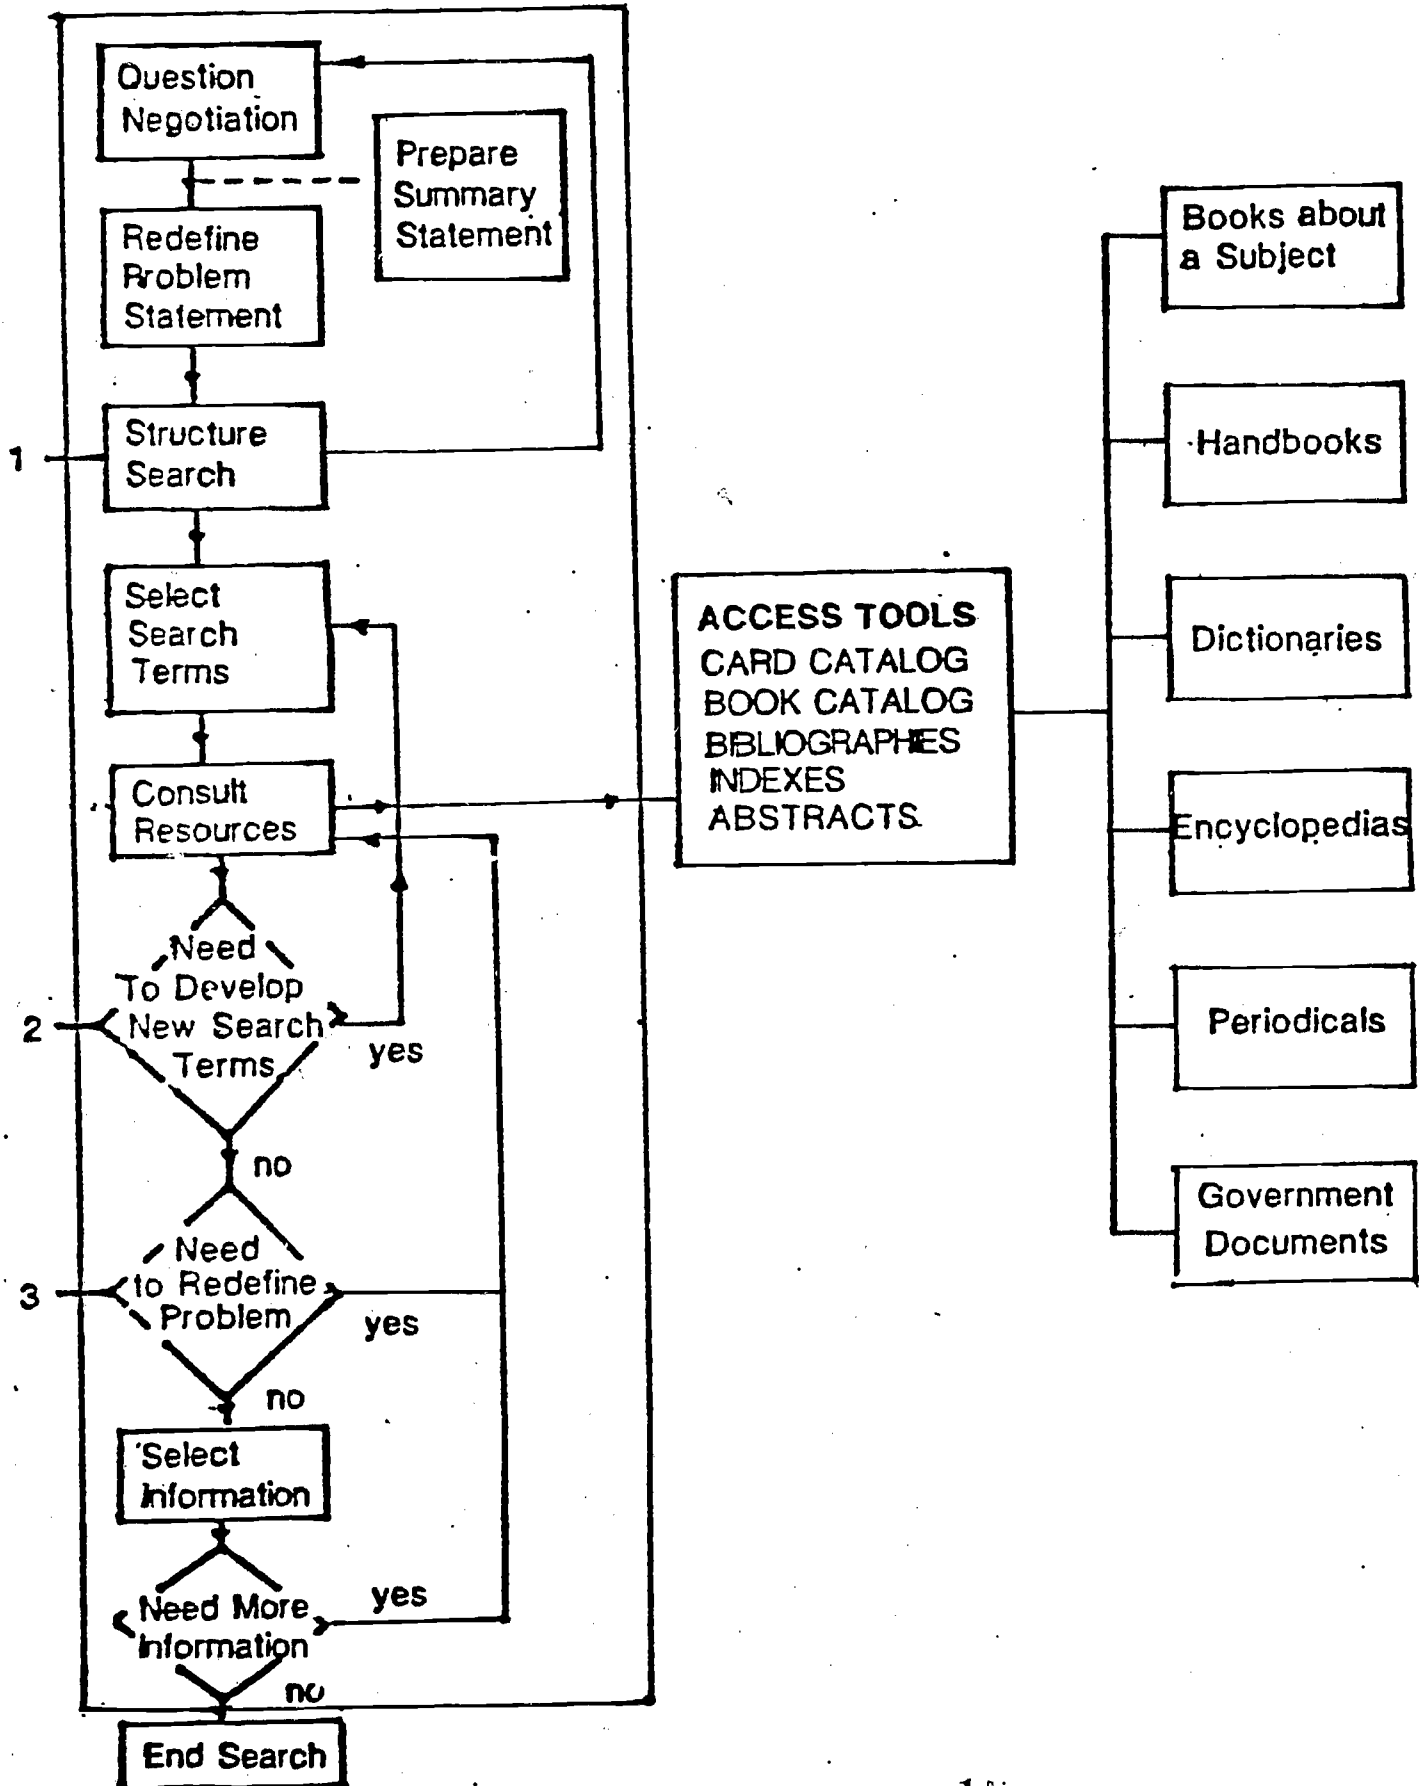 Question
Negotiation
Prepare
Summary
Statement
Redefine
Problem
Statement
1
Structure
Search
Select
Search
Terms
Consult
Resources
Need
To Develop
New Search
Terms
2
yes
no
Need
to Redefine
Problem
3
yes
no
Select
Information
Need More
Information
yes
no
End Search
ACCESS TOOLS
CARD CATALOG
BOOK CATALOG
BIBLIOGRAPHIES
INDEXES
ABSTRACTS
Books about
a Subject
Handbooks
Dictionaries
Encyclopedias
Periodicals
Government
Documents